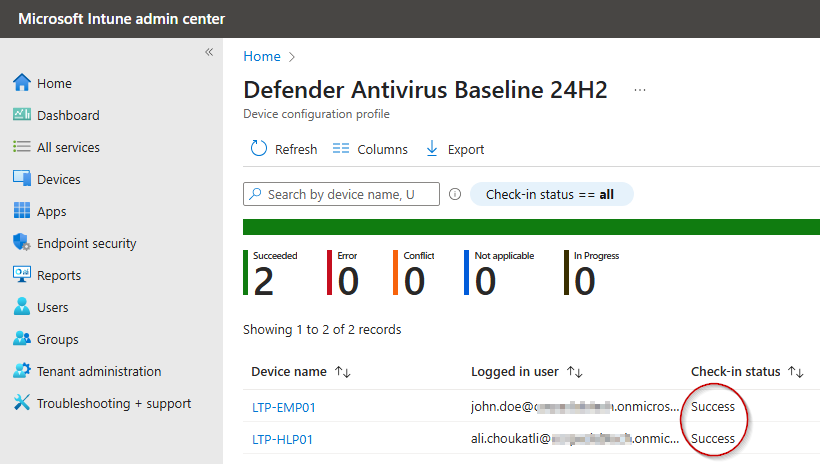 Microsoft Intune admin center
«
Home
Dashboard
All services
Devices
Apps
Endpoint security
Reports
Users
Groups
Tenant administration
Troubleshooting + support
Home >
Defender Antivirus Baseline 24H2 ...
Device configuration profile
Refresh Columns Export
Search by device name, U Check-in status == all
Succeeded Error Conflict Not applicable In Progress
2 0 0 0 0
Showing 1 to 2 of 2 records
Device name ↑↓ Logged in user ↑↓ Check-in status ↑↓
LTP-EMP01 john.doe@ .onmicros... Success
LTP-HLP01 ali.choukatli@ .onmic... Success